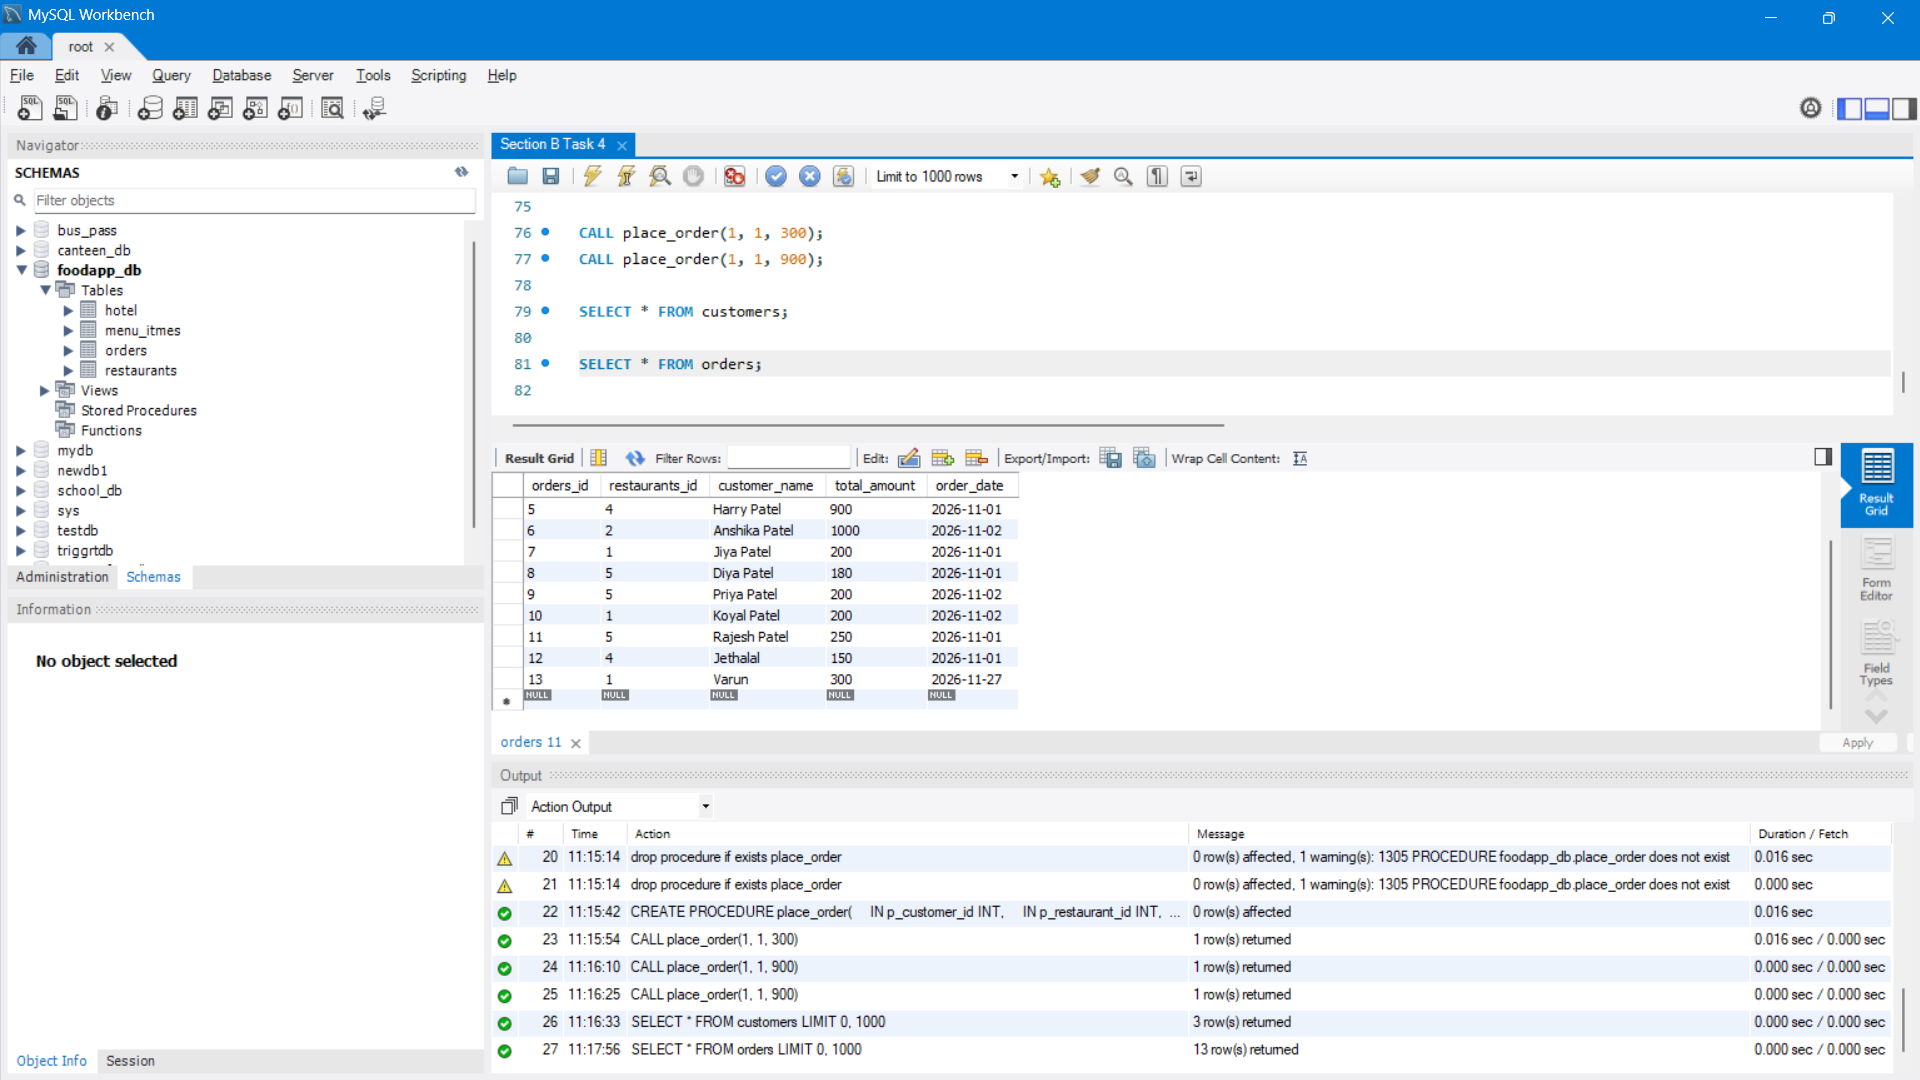 MySQL Workbench
root
File Edit View Query Database Server Tools Scripting Help
Navigator
SCHEMAS
Filter objects
bus_pass
canteen_db
foodapp_db
Tables
hotel
menu_itmes
orders
restaurants
Views
Stored Procedures
Functions
mydb
newdb1
school_db
sys
testdb
triggrtdb
Administration Schemas
Information
No object selected
Object Info Session
Section B Task 4
Limit to 1000 rows
75
76 CALL place_order(1, 1, 300);
77 CALL place_order(1, 1, 900);
78
79 SELECT * FROM customers;
80
81 SELECT * FROM orders;
82
Result Grid Filter Rows: Edit: Export/Import: Wrap Cell Content:
orders_id restaurants_id customer_name total_amount order_date
5 4 Harry Patel 900 2026-11-01
6 2 Anshika Patel 1000 2026-11-02
7 1 Jiya Patel 200 2026-11-01
8 5 Diya Patel 180 2026-11-01
9 5 Priya Patel 200 2026-11-02
10 1 Koyal Patel 200 2026-11-02
11 5 Rajesh Patel 250 2026-11-01
12 4 Jethalal 150 2026-11-01
13 1 Varun 300 2026-11-27
NULL NULL NULL NULL NULL
Result Grid
Form Editor
Field Types
orders 11
Apply
Output
Action Output
# Time Action Message Duration / Fetch
20 11:15:14 drop procedure if exists place_order 0 row(s) affected, 1 warning(s): 1305 PROCEDURE foodapp_db.place_order does not exist 0.016 sec
21 11:15:14 drop procedure if exists place_order 0 row(s) affected, 1 warning(s): 1305 PROCEDURE foodapp_db.place_order does not exist 0.000 sec
22 11:15:42 CREATE PROCEDURE place_order( IN p_customer_id INT, IN p_restaurant_id INT, ... 0 row(s) affected 0.016 sec
23 11:15:54 CALL place_order(1, 1, 300) 1 row(s) returned 0.016 sec / 0.000 sec
24 11:16:10 CALL place_order(1, 1, 900) 1 row(s) returned 0.000 sec / 0.000 sec
25 11:16:25 CALL place_order(1, 1, 900) 1 row(s) returned 0.000 sec / 0.000 sec
26 11:16:33 SELECT * FROM customers LIMIT 0, 1000 3 row(s) returned 0.000 sec / 0.000 sec
27 11:17:56 SELECT * FROM orders LIMIT 0, 1000 13 row(s) returned 0.000 sec / 0.000 sec